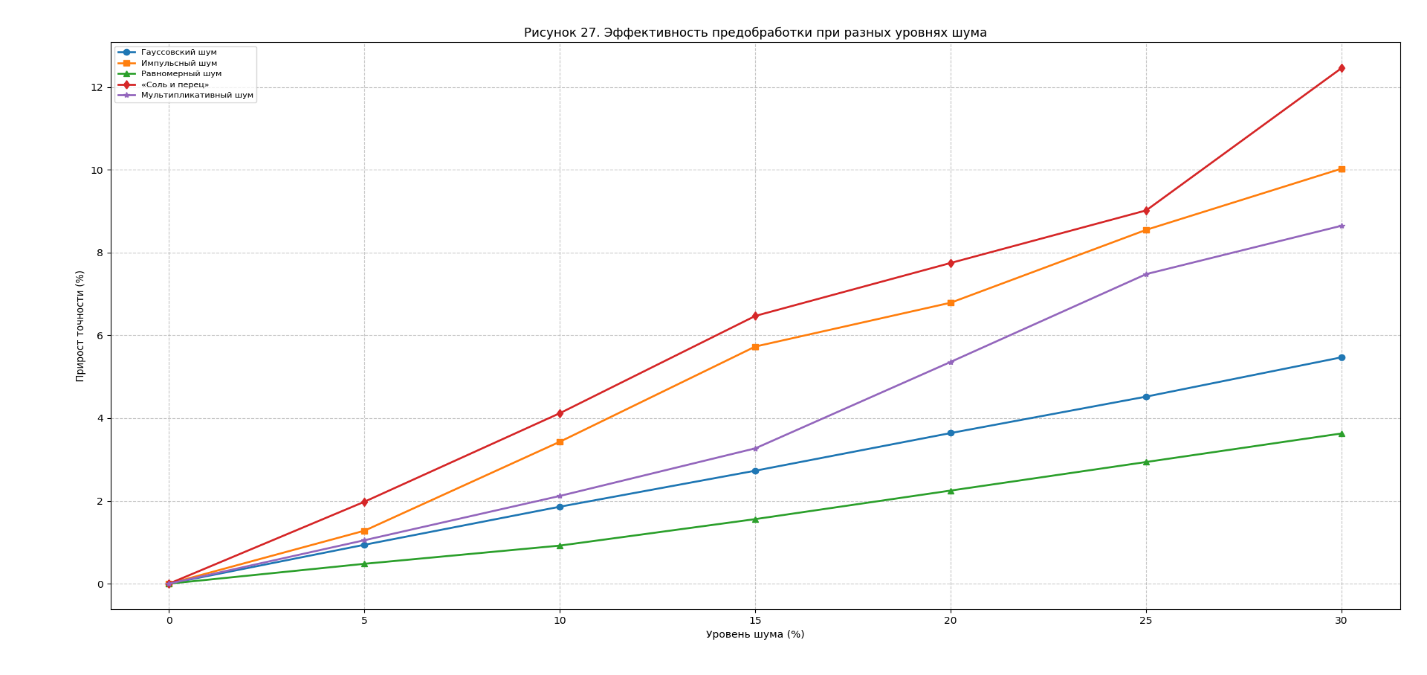 Рисунок 27. Эффективность предобработки при разных уровнях шума
Гауссовский шум
Импульсный шум
Равномерный шум
«Соль и перец»
Мультипликативный шум
Прирост точности (%)
12
10
8
6
4
2
0
0 5 10 15 20 25 30
Уровень шума (%)